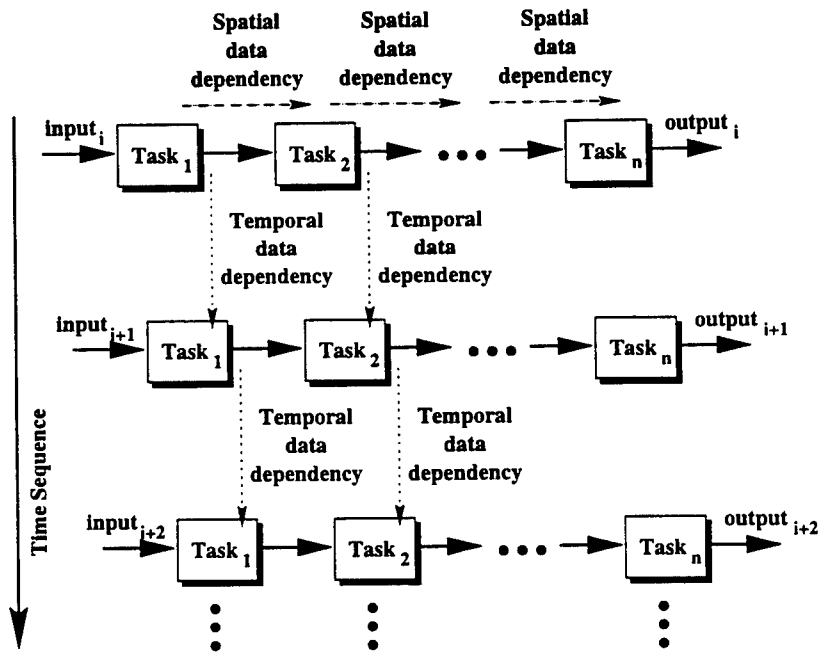 Spatial data dependency
Spatial data dependency
Spatial data dependency
input i
Task 1
Task 2
Task n
output i
Temporal data dependency
Temporal data dependency
input i+1
Task 1
Task 2
Task n
output i+1
Temporal data dependency
Temporal data dependency
Time Sequence
input i+2
Task 1
Task 2
Task n
output i+2